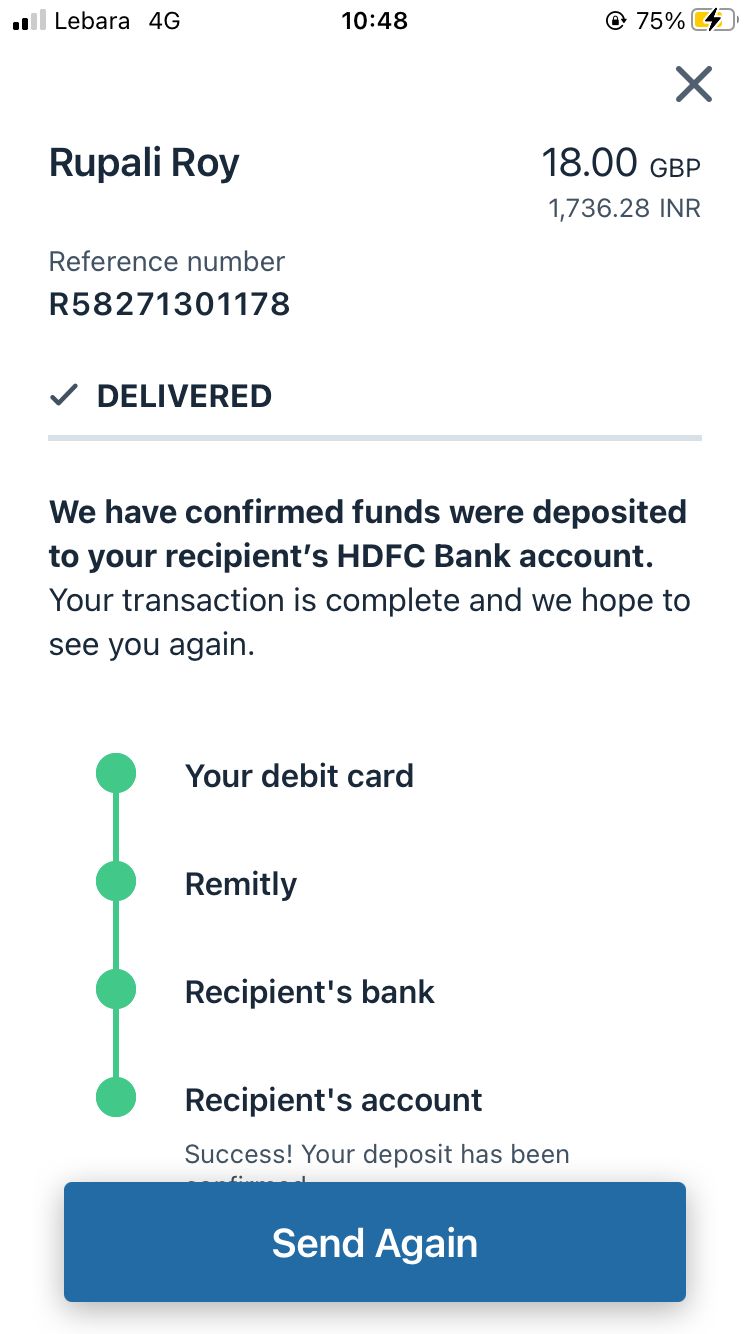 Lebara 4G 10:48 75%
Rupali Roy 18.00 GBP
1,736.28 INR
Reference number
R58271301178
DELIVERED
We have confirmed funds were deposited
to your recipient’s HDFC Bank account.
Your transaction is complete and we hope to
see you again.
Your debit card
Remitly
Recipient's bank
Recipient's account
Success! Your deposit has been
Send Again